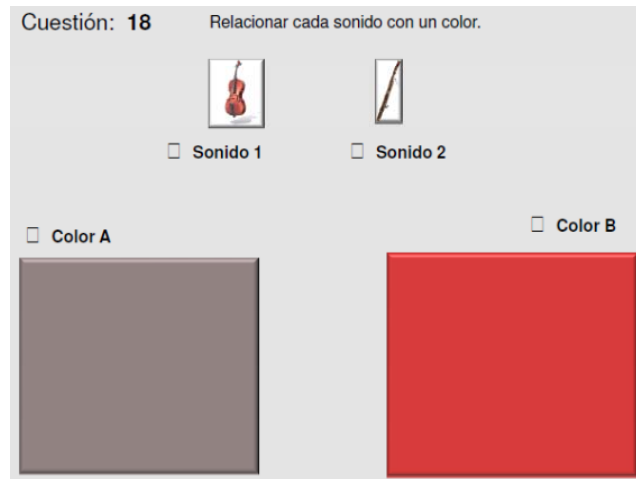 Cuestión: 18 Relacionar cada sonido con un color.
Sonido 1 Sonido 2
Color B
Color A